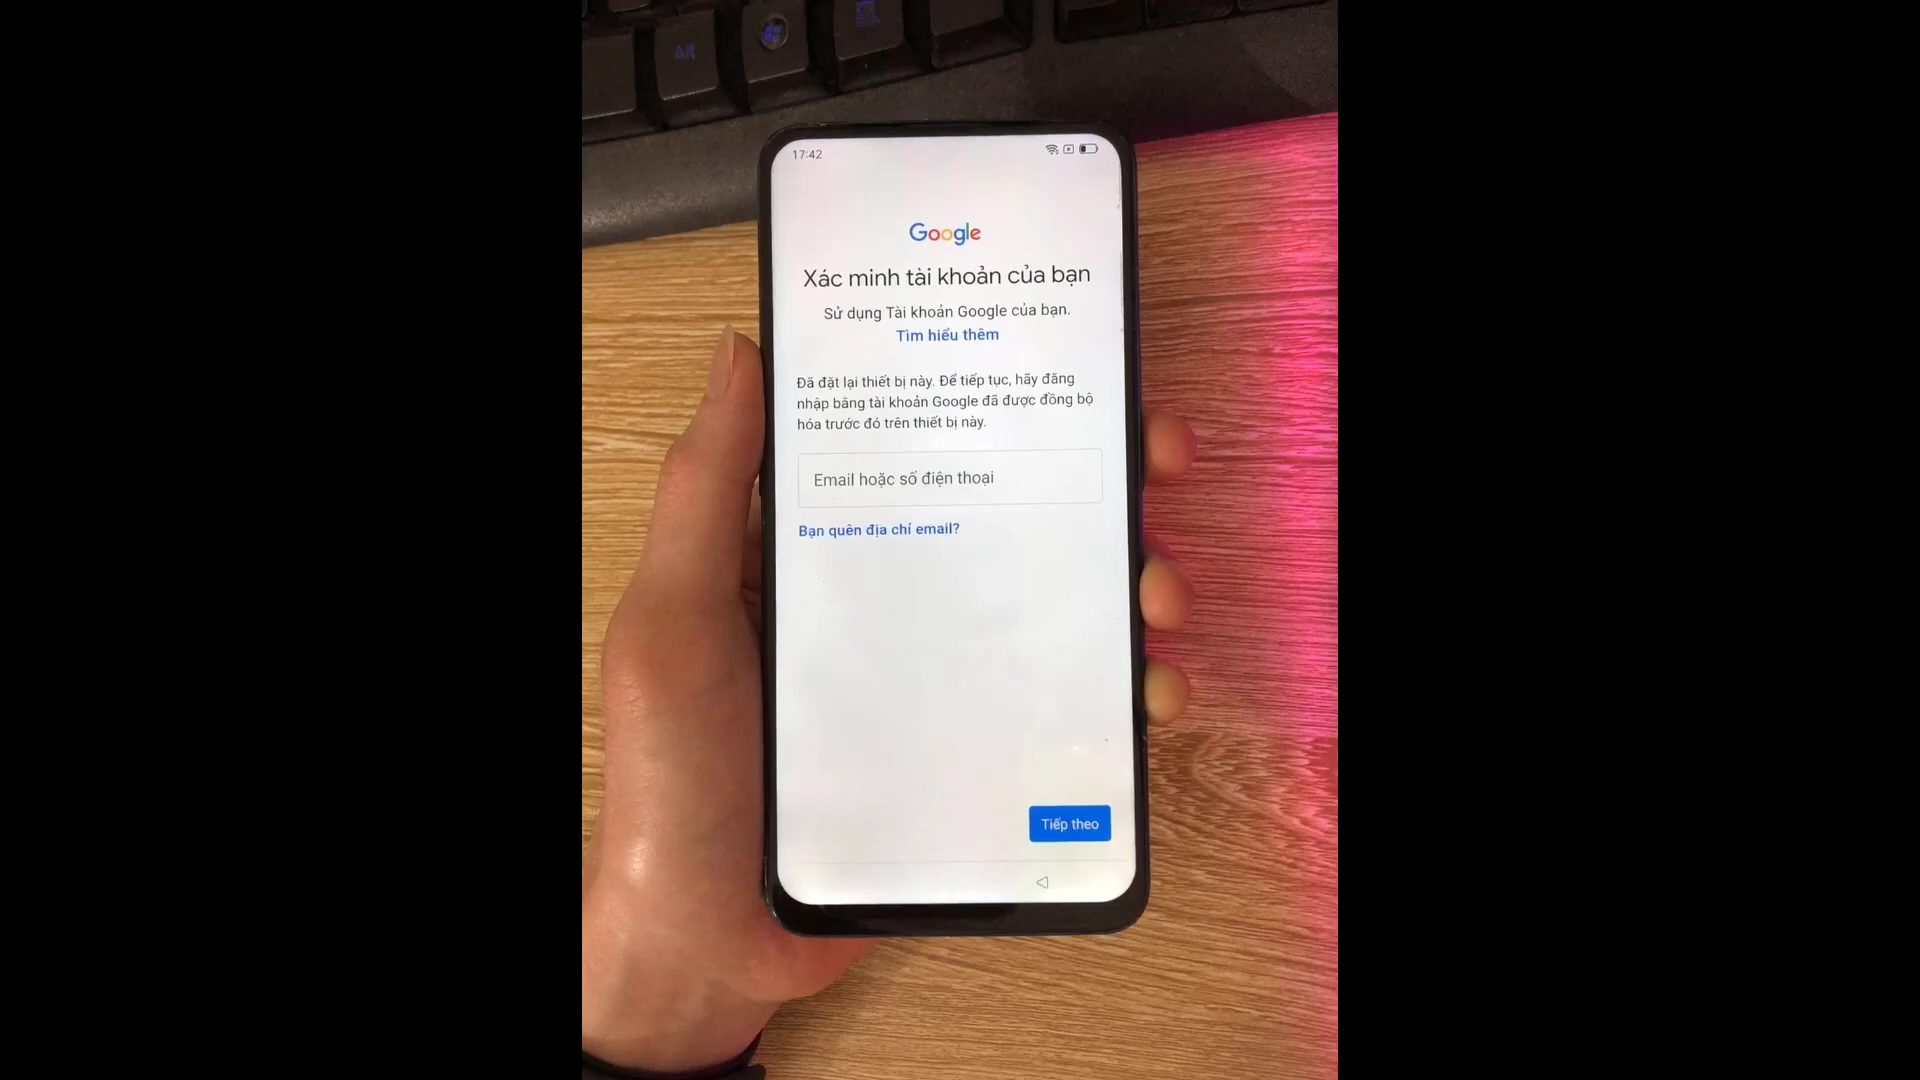 Alt
17:42
Google
Xác minh tài khoản của bạn
Sử dụng Tài khoản Google của bạn.
Tìm hiểu thêm
Đã đặt lại thiết bị này. Để tiếp tục, hãy đăng
nhập bằng tài khoản Google đã được đồng bộ
hóa trước đó trên thiết bị này.
Email hoặc số điện thoại
Bạn quên địa chỉ email?
Tiếp theo